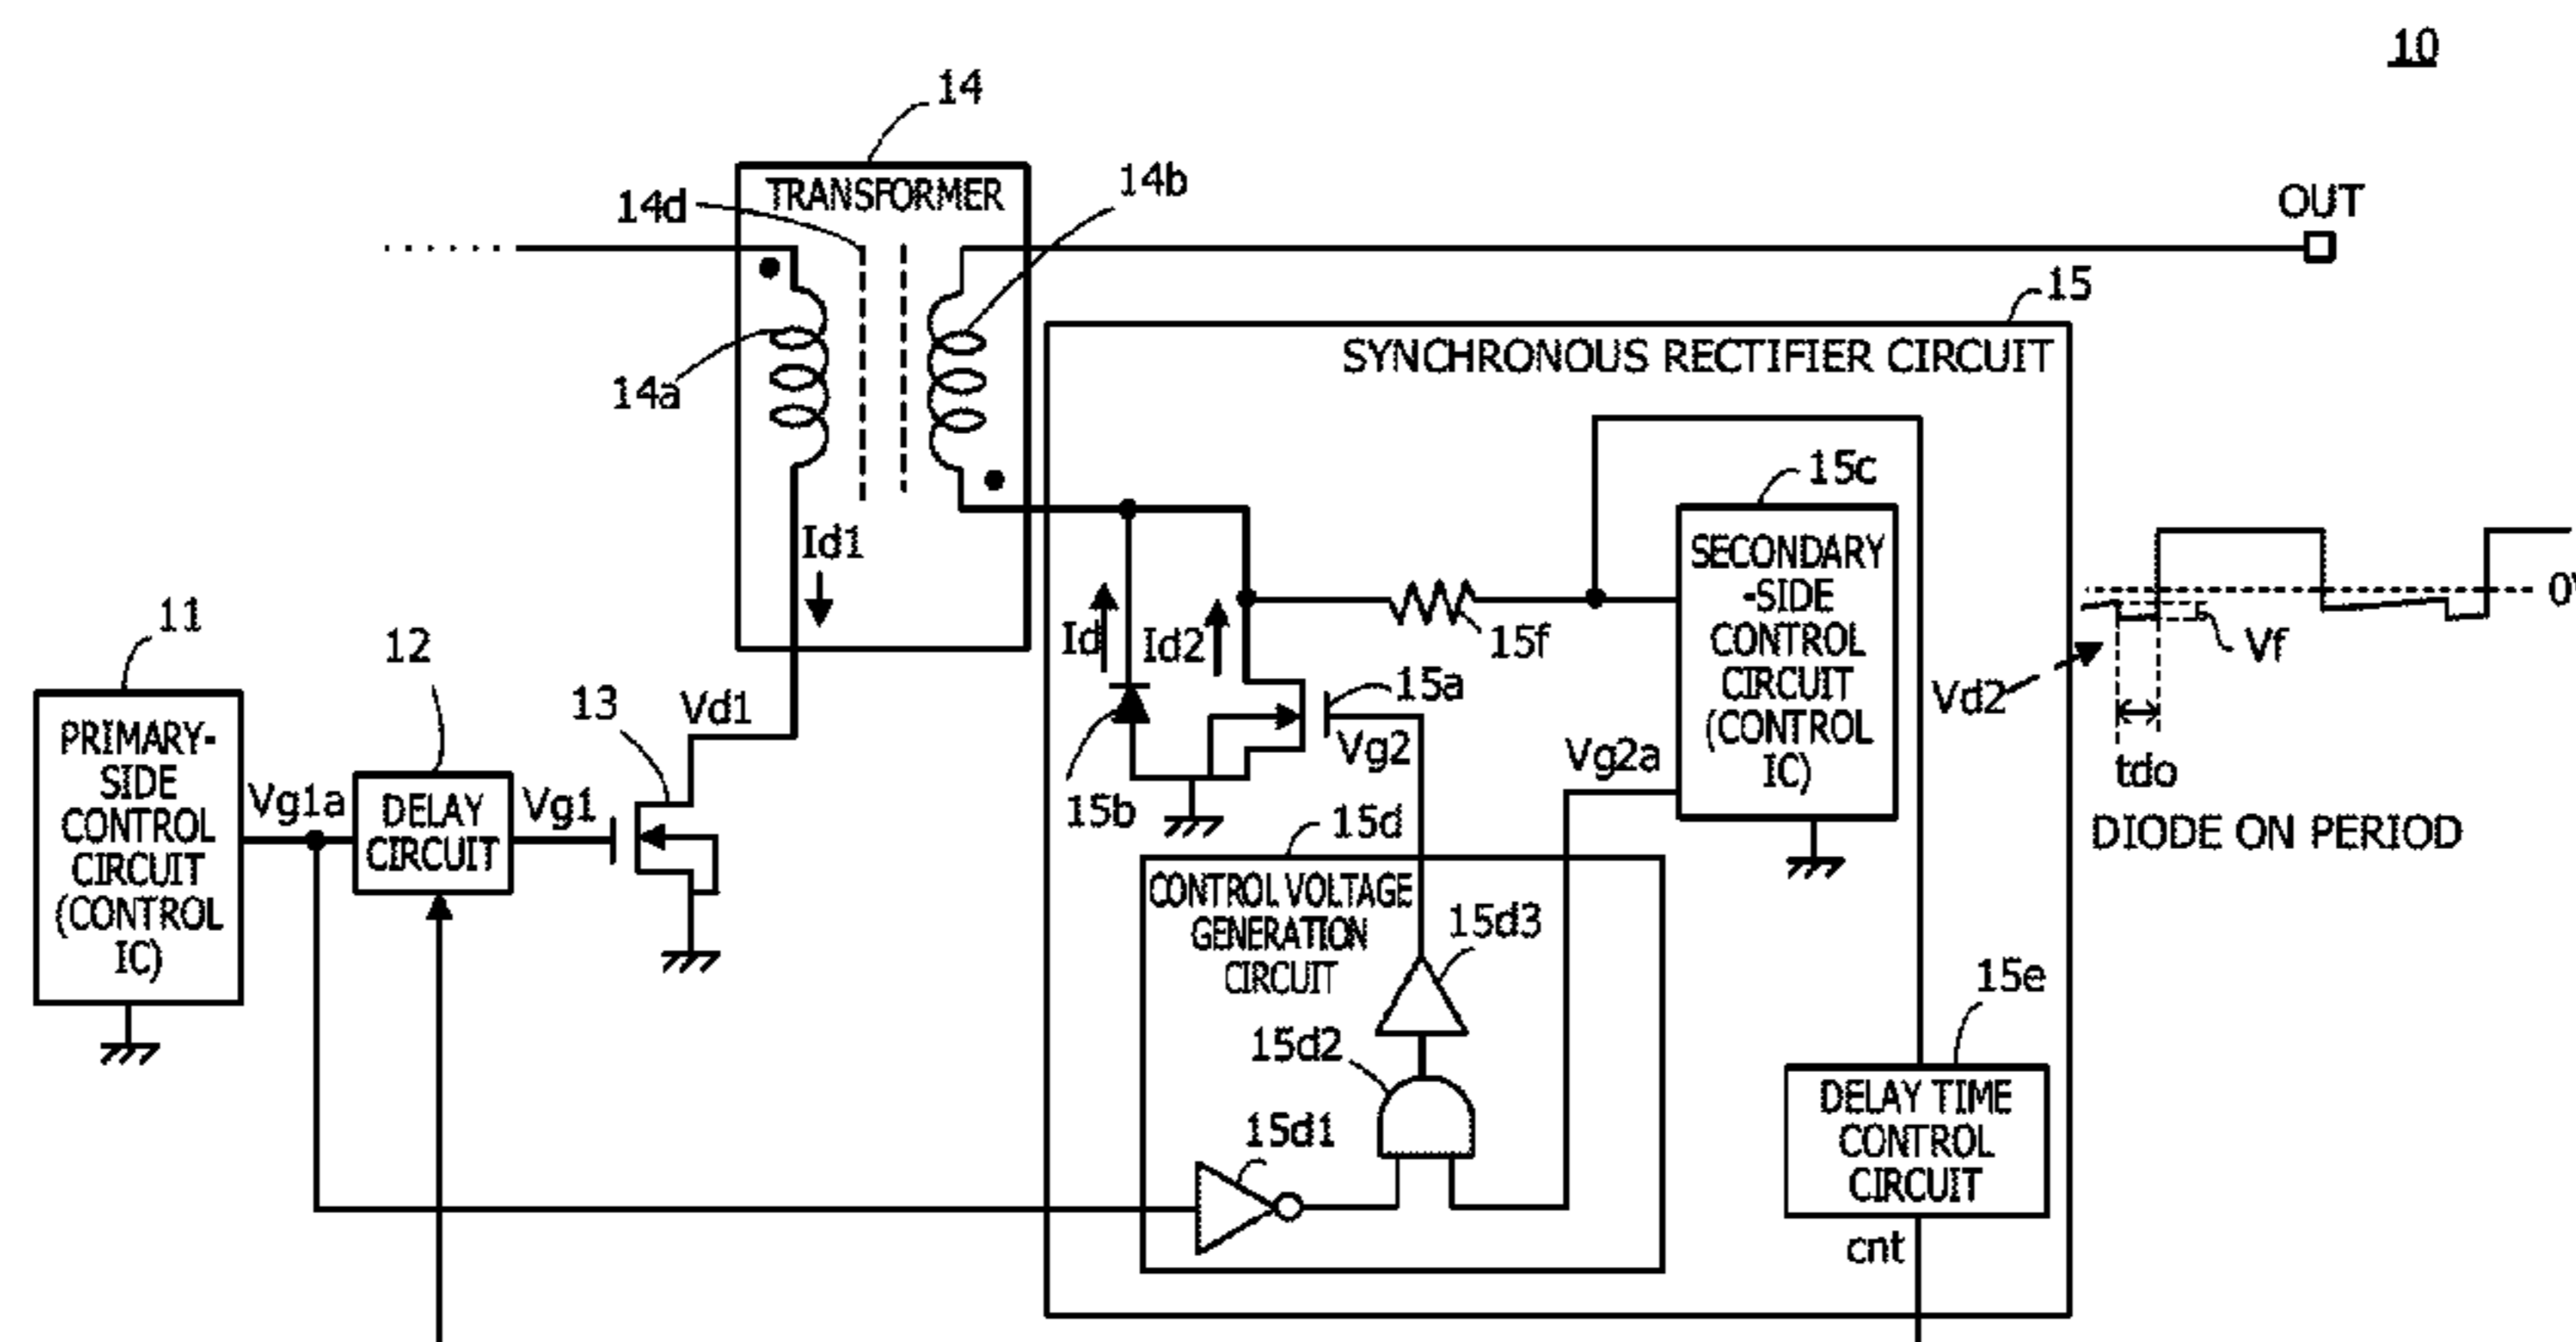 10
14
TRANSFORMER
14d
14b
OUT
15
SYNCHRONOUS RECTIFIER CIRCUIT
14a
15c
Id1
SECONDARY
-SIDE
CONTROL
CIRCUIT
(CONTROL
IC)
11
12
13
Vd1
Id
Id2
15f
15a
Vg2
Vg2a
Vd2
Vf
tdo
DIODE ON PERIOD
PRIMARY-
SIDE
CONTROL
CIRCUIT
(CONTROL
IC)
Vg1a
DELAY
CIRCUIT
Vg1
15b
15d
CONTROL VOLTAGE
GENERATION
CIRCUIT
15d3
15d2
15d1
15e
DELAY TIME
CONTROL
CIRCUIT
cnt